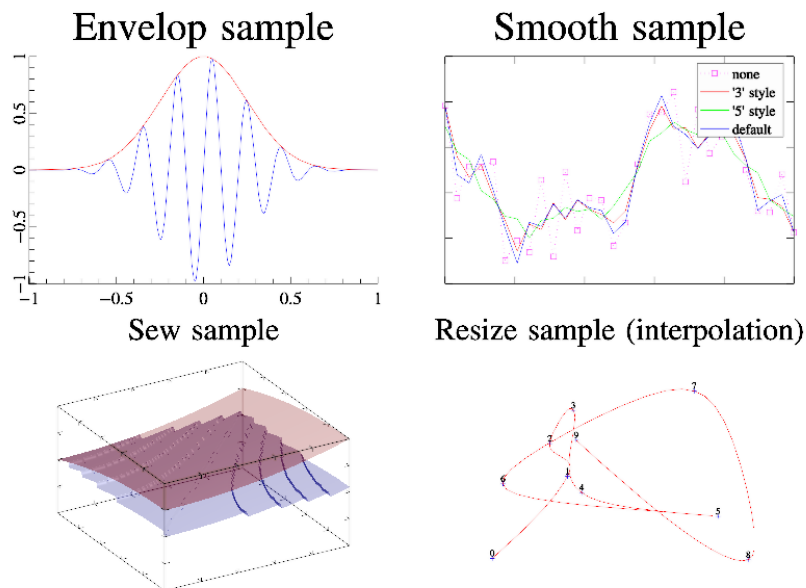 Envelop sample
Smooth sample
1
0.5
0
−0.5
−1
−1
−0.5
0
0.5
1
none
'3' style
'5' style
default
Sew sample
Resize sample (interpolation)
3
7
9
6
1
4
5
0
8